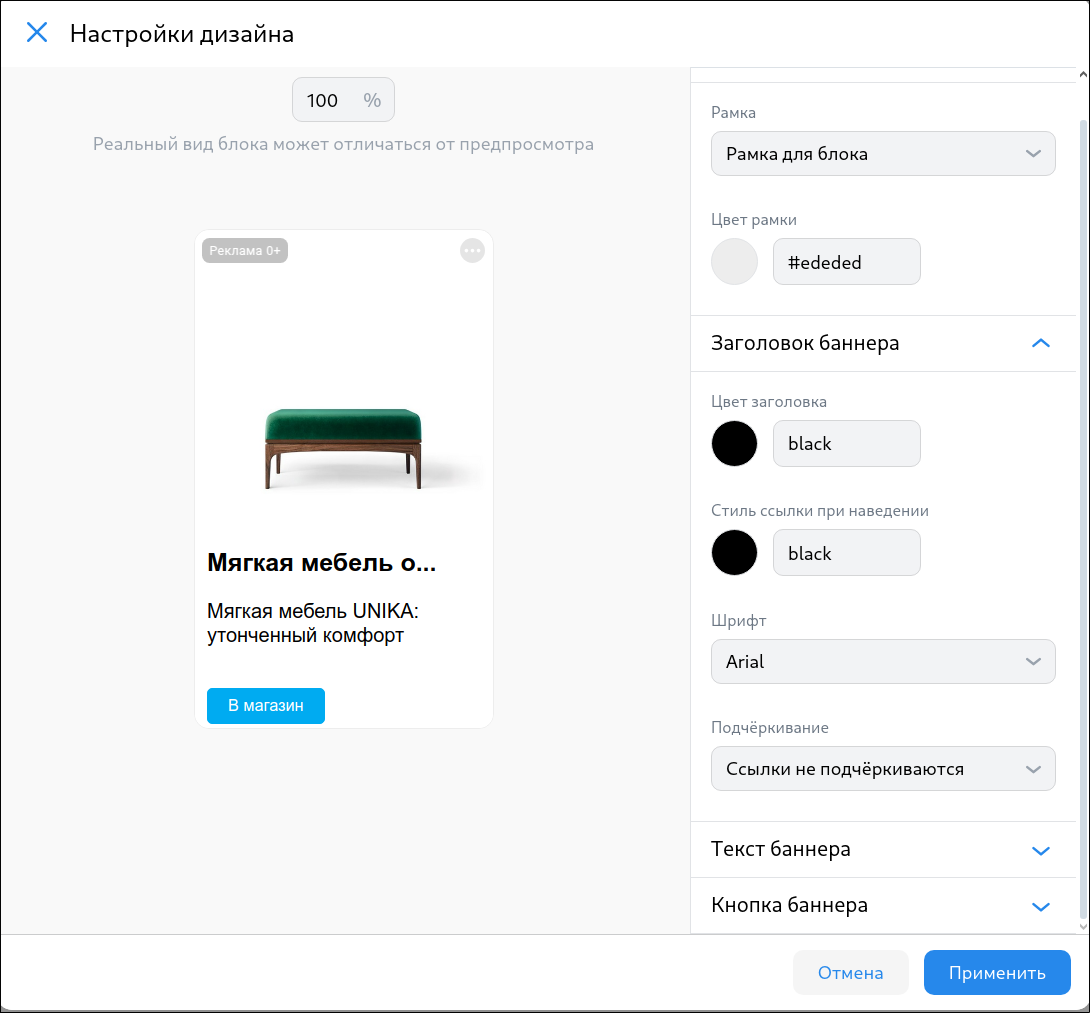 Настройки дизайна
100 %
Реальный вид блока может отличаться от предпросмотра
Реклама 0+
Мягкая мебель о...
Мягкая мебель UNIKA:
утонченный комфорт
В магазин
Рамка
Рамка для блока
Цвет рамки
#ededed
Заголовок баннера
Цвет заголовка
black
Стиль ссылки при наведении
black
Шрифт
Arial
Подчёркивание
Ссылки не подчёркиваются
Текст баннера
Кнопка баннера
Отмена
Применить